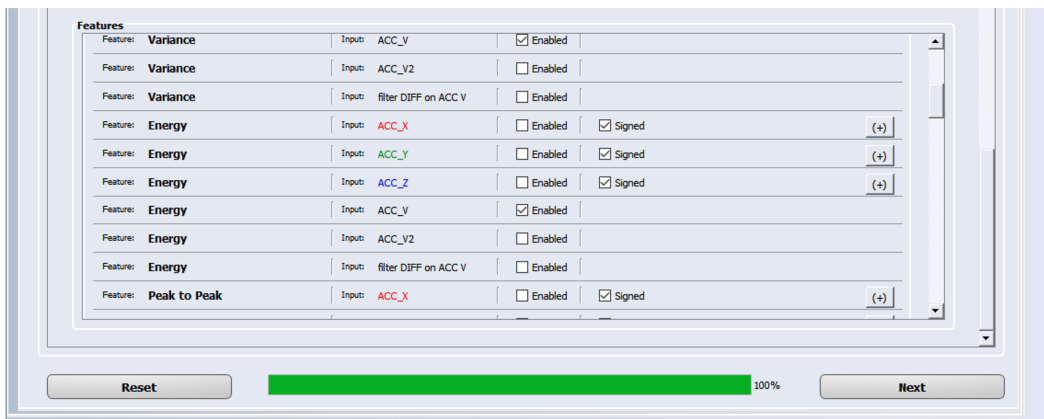 Features
Feature: Variance Input: ACC_V Enabled
Feature: Variance Input: ACC_V2 Enabled
Feature: Variance Input: filter DIFF on ACC V Enabled
Feature: Energy Input: ACC_X Enabled Signed (+)
Feature: Energy Input: ACC_Y Enabled Signed (+)
Feature: Energy Input: ACC_Z Enabled Signed (+)
Feature: Energy Input: ACC_V Enabled
Feature: Energy Input: ACC_V2 Enabled
Feature: Energy Input: filter DIFF on ACC V Enabled
Feature: Peak to Peak Input: ACC_X Enabled Signed (+)
Reset 100% Next